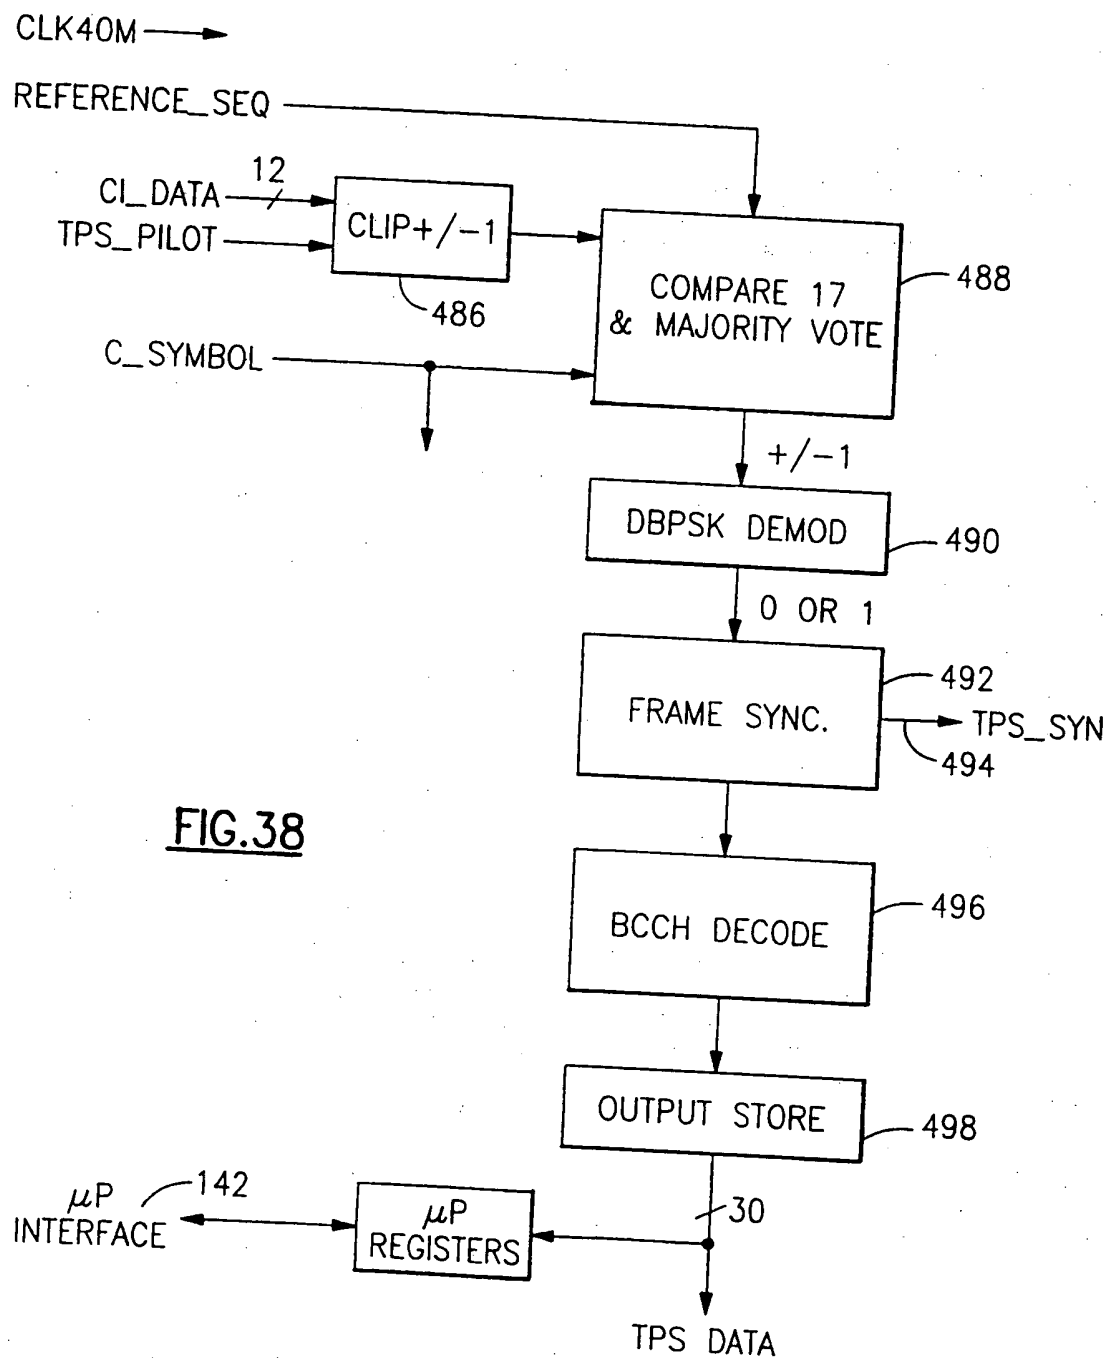 CLK40M
REFERENCE_SEQ
12
CI_DATA
TPS_PILOT
CLIP+/-1
486
COMPARE 17
& MAJORITY VOTE
488
C_SYMBOL
+/-1
DBPSK DEMOD
490
0 OR 1
FRAME SYNC.
492
TPS_SYN
494
FIG.38
BCCH DECODE
496
OUTPUT STORE
498
30
μP
INTERFACE
142
μP
REGISTERS
TPS DATA